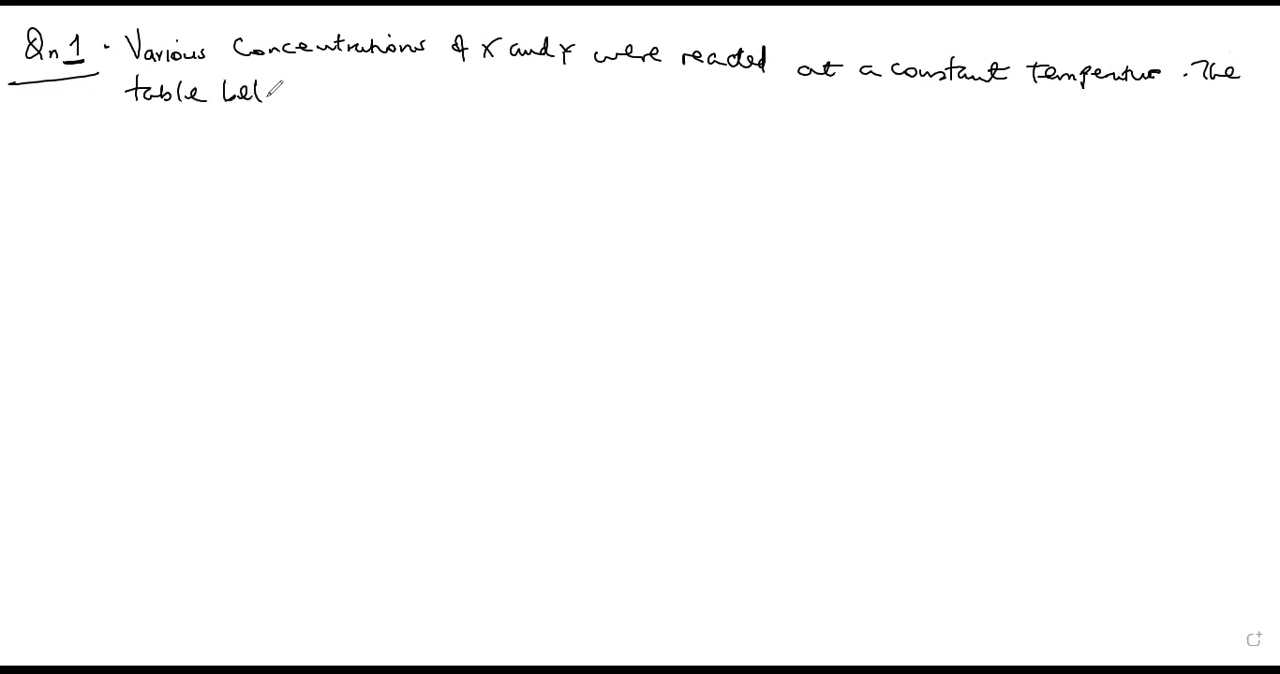 Qn 1. Various Concentrations of X and Y were reacted at a constant temperature. The
table bel